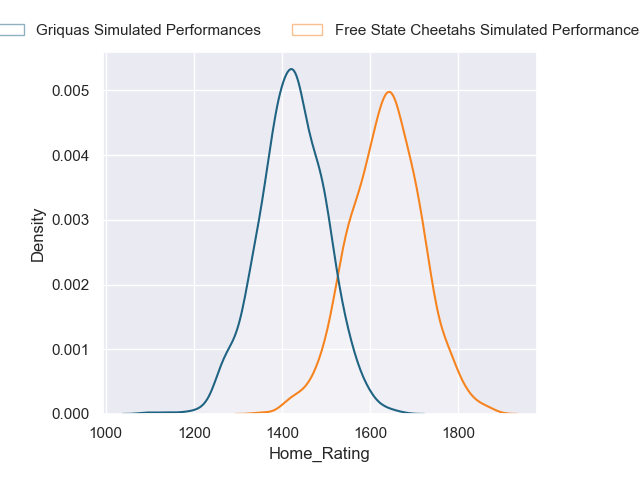 Griquas Simulated Performances Free State Cheetahs Simulated Performance
0.005
0.004
0.003
0.002
0.001
0.000
Density
1000 1200 1400 1600 1800
Home_Rating